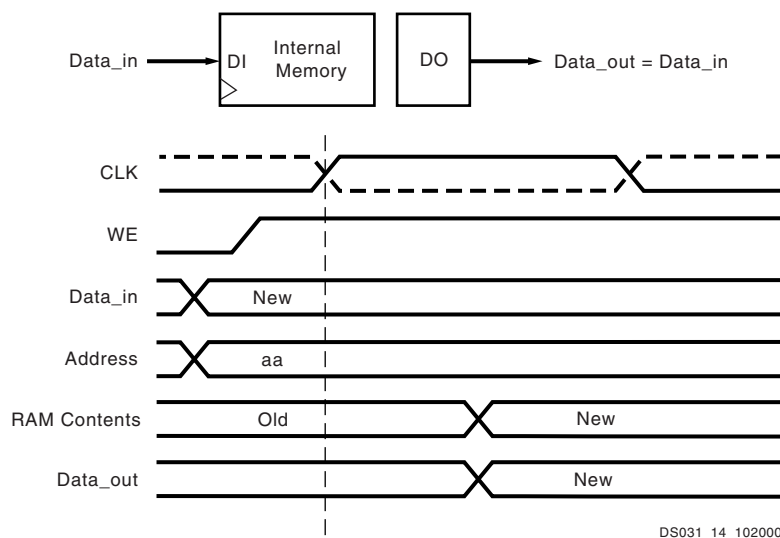 Data_in
DI
Internal
Memory
DO
Data_out = Data_in
CLK
WE
Data_in
New
Address
aa
RAM Contents
Old
New
Data_out
New
DS031_14_102000